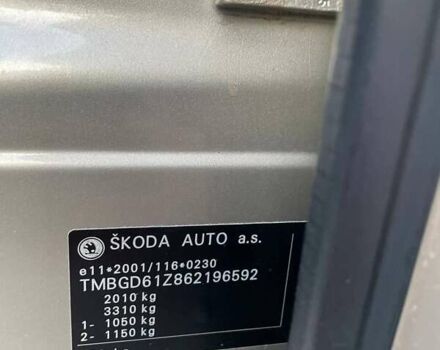 ŠKODA AUTO a.s.
e11*2001/116*0230
TMBGD61Z862196592
2010 kg
3310 kg
1- 1050 kg
2- 1150 kg